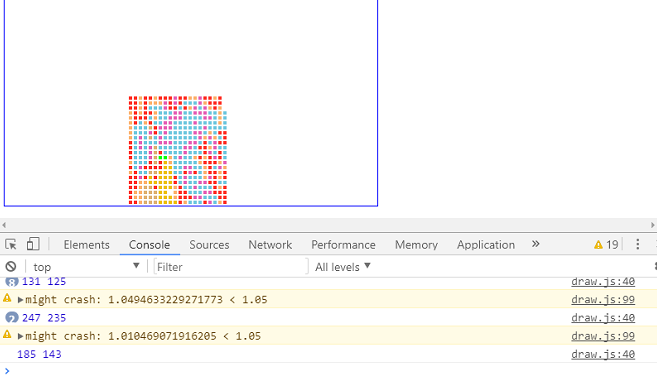 Elements Console Sources Network Performance Memory Application » 19
top Filter All levels
8 131 125 draw.js:40
might crash: 1.0494633229271773 < 1.05 draw.js:99
2 247 235 draw.js:40
might crash: 1.010469071916205 < 1.05 draw.js:99
185 143 draw.js:40